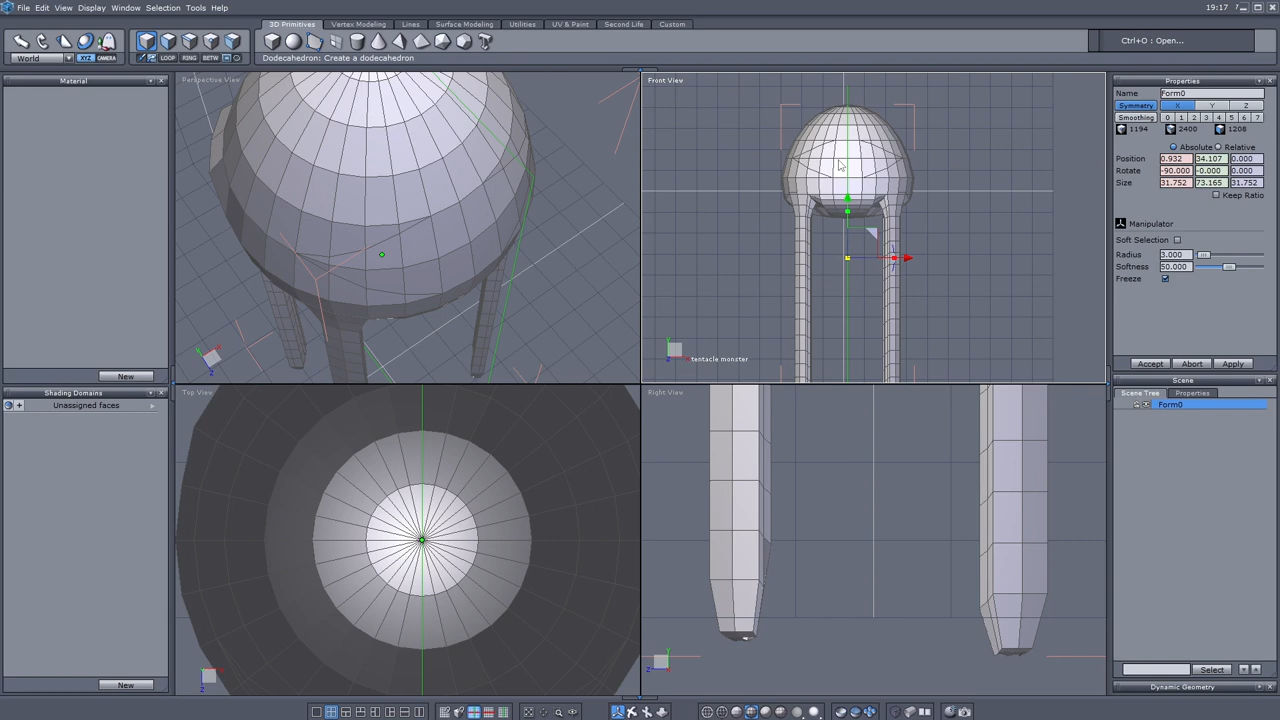 File Edit View Display Window Selection Tools Help 19:17
3D Primitives Vertex Modeling Lines Surface Modeling Utilities UV & Paint Second Life Custom
Ctrl+O : Open...
World XYZ CAMERA LOOP RING BETW
Dodecahedron: Create a dodecahedron
Material
Perspective View
Front View
Properties
Name Form0
Symmetry X Y Z
Smoothing 0 1 2 3 4 5 6 7
1194 2400 1208
Absolute Relative
Position 0.932 34.107 0.000
Rotate -90.000 -0.000 0.000
Size 31.752 73.165 31.752
Keep Ratio
Manipulator
Soft Selection
Radius 3.000
Softness 50.000
Freeze
tentacle monster
Accept Abort Apply
New
Scene
Shading Domains
Top View
Right View
Scene Tree Properties
Unassigned faces
Form0
Select
New
Dynamic Geometry